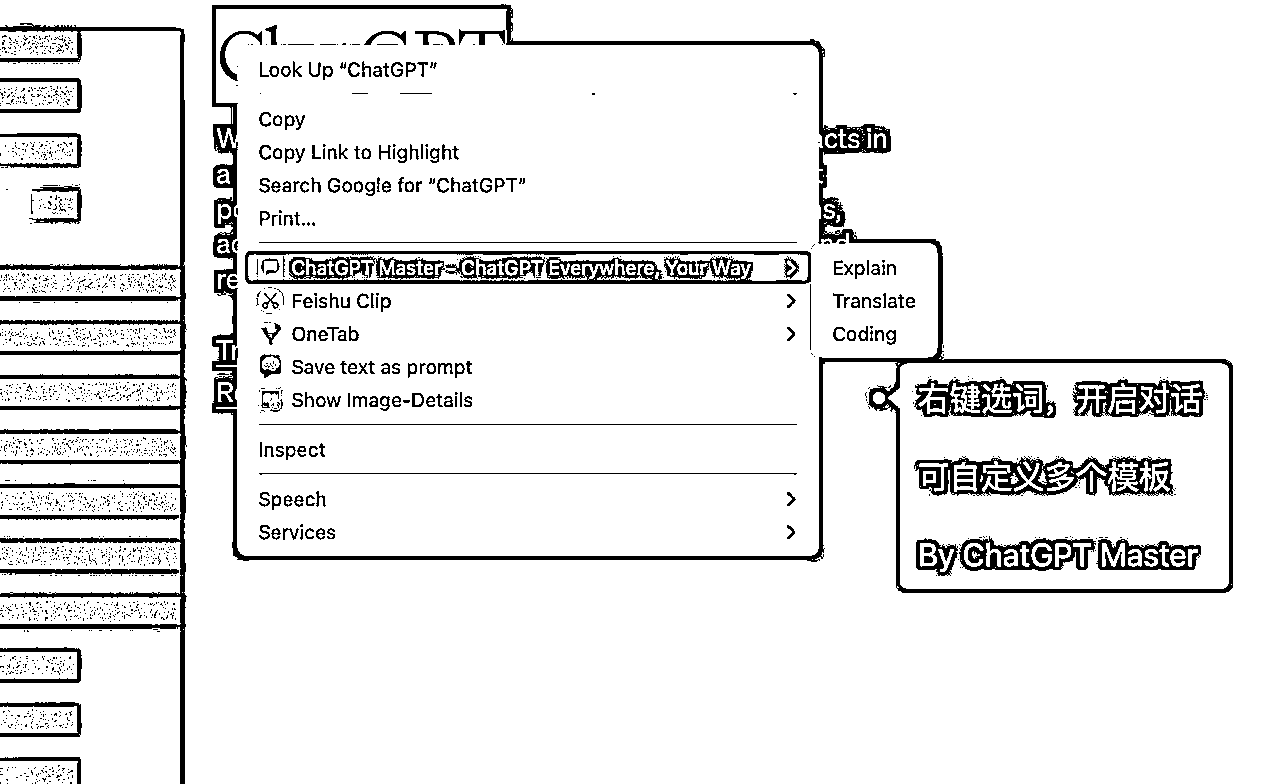 ChatGPT
Look Up “ChatGPT”
Copy
Copy Link to Highlight
Search Google for “ChatGPT”
Print...
ChatGPT Master - ChatGPT Everywhere, Your Way
Feishu Clip
OneTab
Save text as prompt
Show Image-Details
Inspect
Speech
Services
Explain
Translate
Coding
右键选词，开启对话
可自定义多个模板
By ChatGPT Master